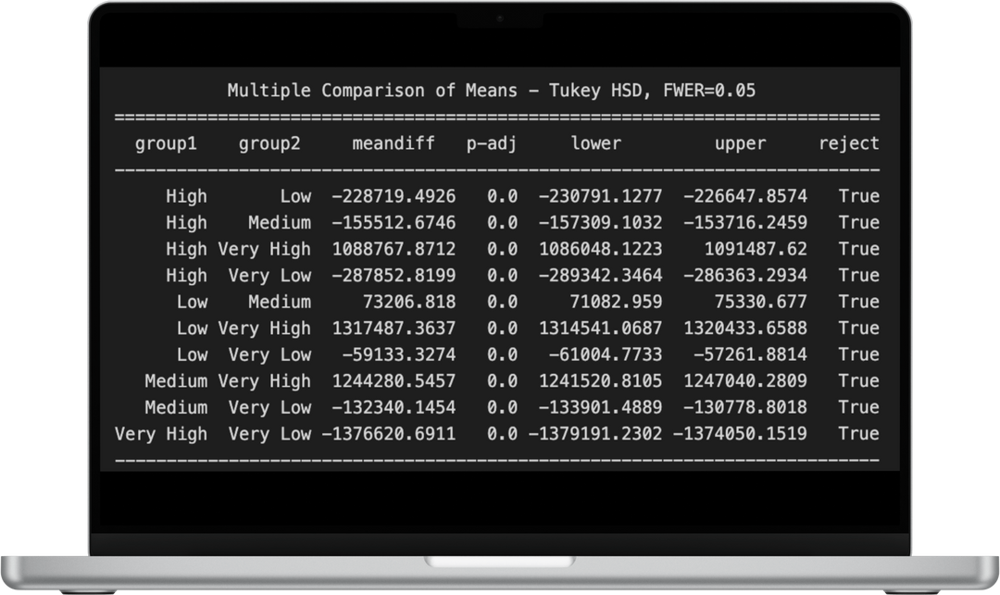 Multiple Comparison of Means - Tukey HSD, FWER=0.05
==========================================================================
group1 group2 meandiff p-adj lower upper reject
--------------------------------------------------------------------------
High Low -228719.4926 0.0 -230791.1277 -226647.8574 True
High Medium -155512.6746 0.0 -157309.1032 -153716.2459 True
High Very High 1088767.8712 0.0 1086048.1223 1091487.62 True
High Very Low -287852.8199 0.0 -289342.3464 -286363.2934 True
Low Medium 73206.818 0.0 71082.959 75330.677 True
Low Very High 1317487.3637 0.0 1314541.0687 1320433.6588 True
Low Very Low -59133.3274 0.0 -61004.7733 -57261.8814 True
Medium Very High 1244280.5457 0.0 1241520.8105 1247040.2809 True
Medium Very Low -132340.1454 0.0 -133901.4889 -130778.8018 True
Very High Very Low -1376620.6911 0.0 -1379191.2302 -1374050.1519 True
--------------------------------------------------------------------------